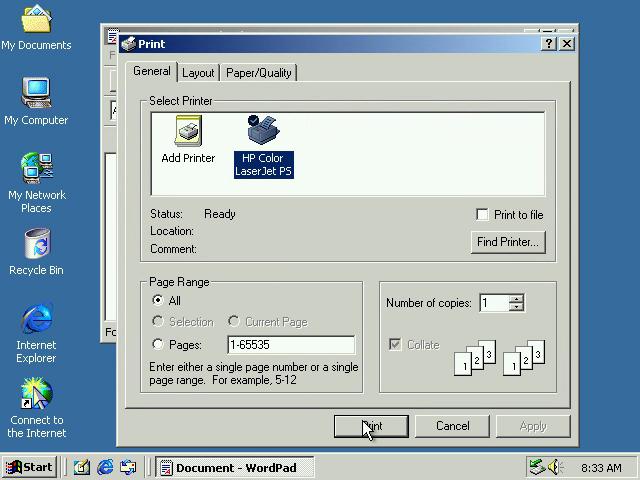 My Documents
My Computer
My Network
Places
Recycle Bin
Internet
Explorer
Connect to
the Internet
Print
General
Layout
Paper/Quality
Select Printer
Add Printer
HP Color
LaserJet PS
Status: Ready
Location:
Comment:
Print to file
Find Printer...
Page Range
All
Selection
Current Page
Pages: 1-65535
Enter either a single page number or a single
page range. For example, 5-12
Number of copies: 1
Collate
1 2 3
1 2 3
Print
Cancel
Apply
Start
Document - WordPad
8:33 AM